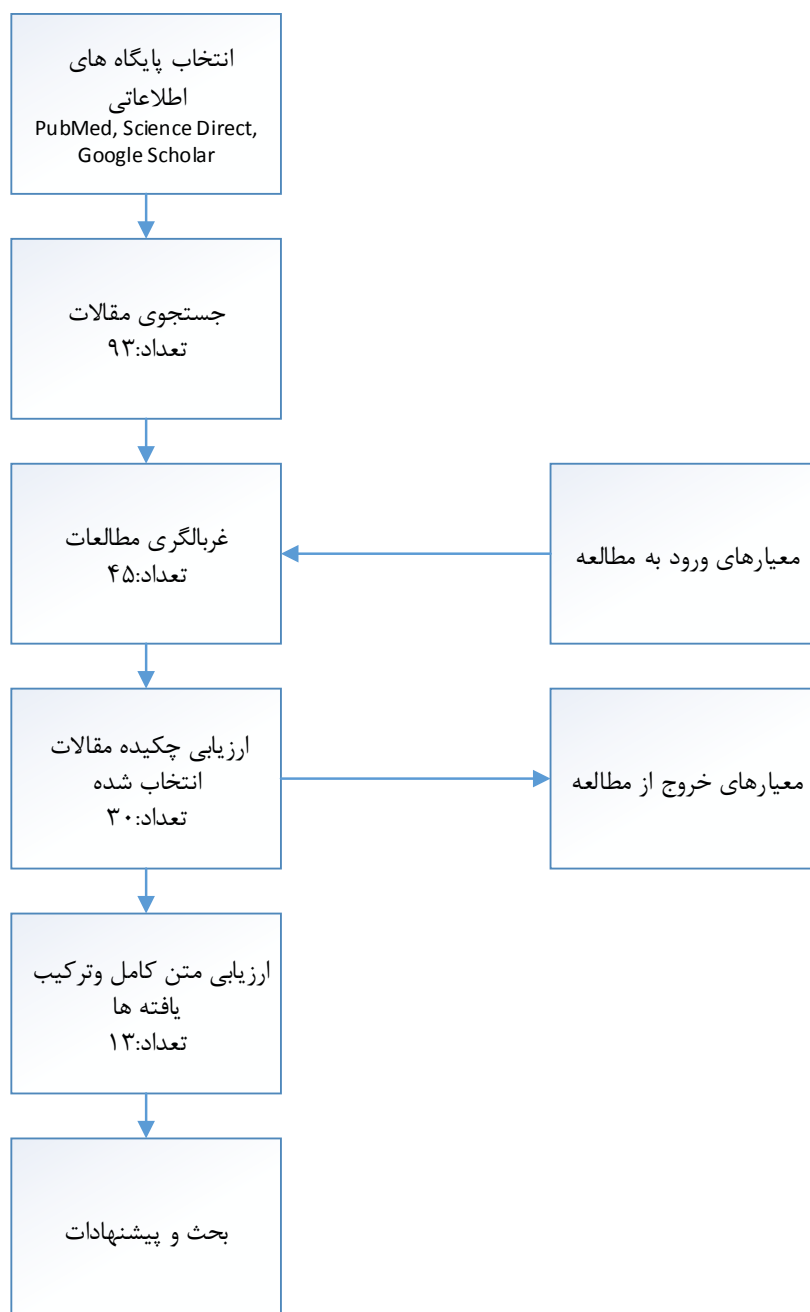 انتخاب پایگاه های
اطلاعاتی
PubMed, Science Direct,
Google Scholar
جستجوی مقالات
تعداد:۹۳
غربالگری مطالعات
تعداد:۴۵
معیارهای ورود به مطالعه
ارزیابی چکیده مقالات
انتخاب شده
تعداد:۳۰
معیارهای خروج از مطالعه
ارزیابی متن کامل وترکیب
یافته ها
تعداد:۱۳
بحث و پیشنهادات